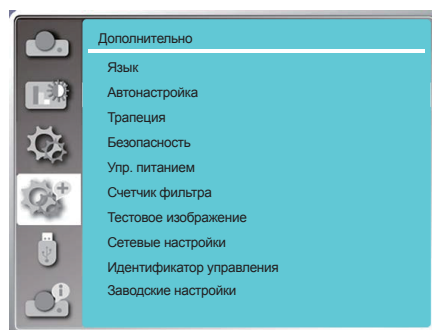 Дополнительно
Язык
Автонастройка
Трапеция
Безопасность
Упр. питанием
Счетчик фильтра
Тестовое изображение
Сетевые настройки
Идентификатор управления
Заводские настройки